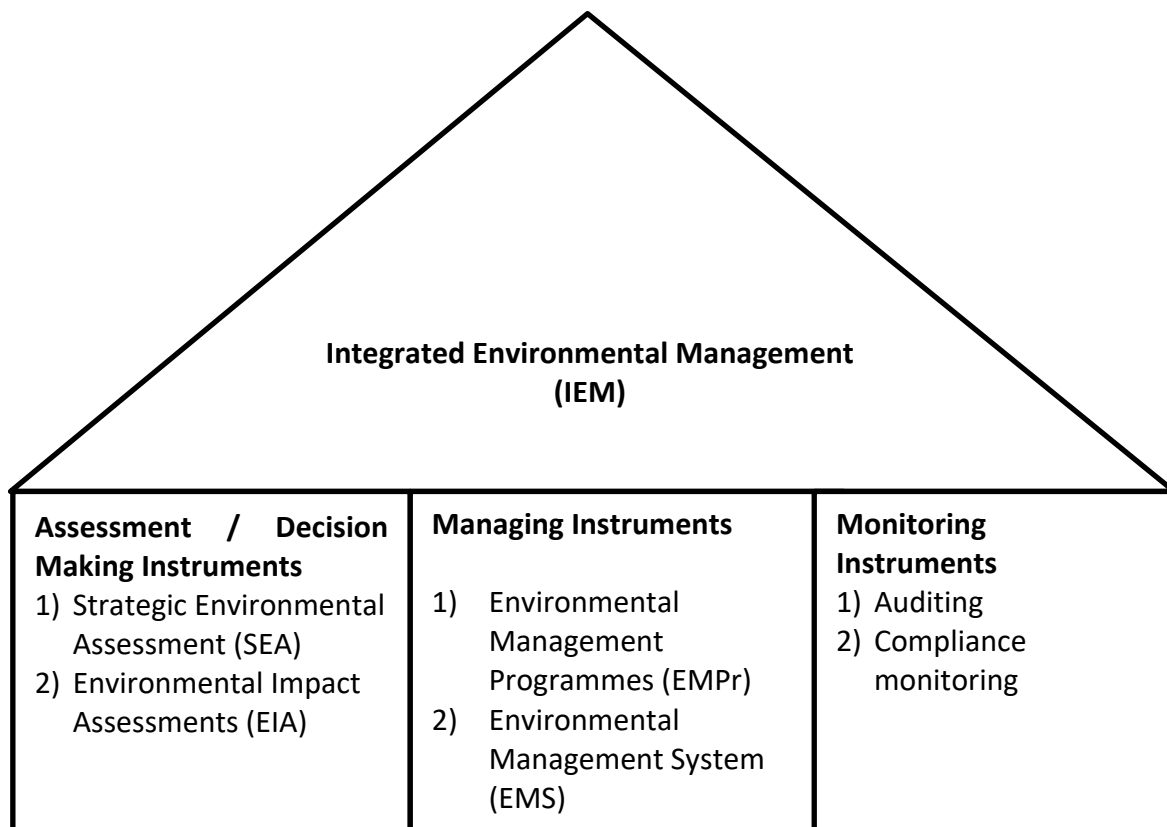 Integrated Environmental Management
(IEM)
Assessment / Decision
Making Instruments
1) Strategic Environmental
Assessment (SEA)
2) Environmental Impact
Assessments (EIA)
Managing Instruments
1) Environmental
Management
Programmes (EMPr)
2) Environmental
Management System
(EMS)
Monitoring
Instruments
1) Auditing
2) Compliance
monitoring